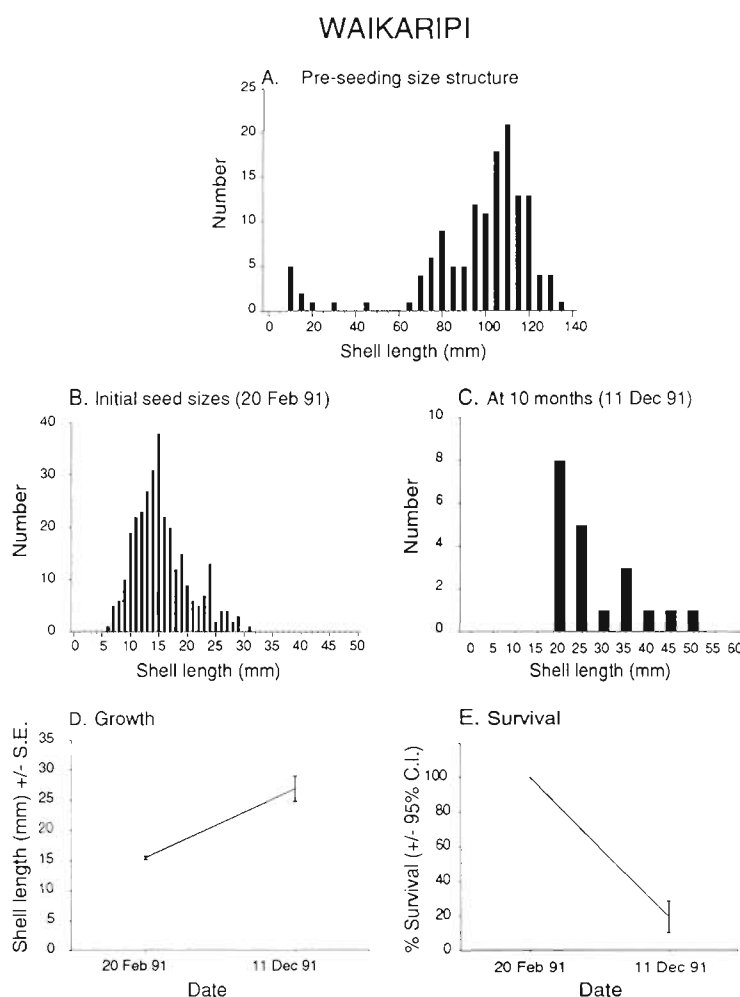 WAIKARIPI
A. Pre-seeding size structure
25
20
15
10
5
0
Number
0 20 40 60 80 100 120 140
Shell length (mm)
B. Initial seed sizes (20 Feb 91)
40
30
20
10
0
Number
0 5 10 15 20 25 30 35 40 45 50
Shell length (mm)
C. At 10 months (11 Dec 91)
10
8
6
4
2
0
Number
0 5 10 15 20 25 30 35 40 45 50 55 60
Shell length (mm)
D. Growth
35
30
25
20
15
10
5
0
Shell length (mm) +/- S.E.
20 Feb 91 11 Dec 91
Date
E. Survival
100
80
60
40
20
0
% Survival (+/- 95% C.I.)
20 Feb 91 11 Dec 91
Date